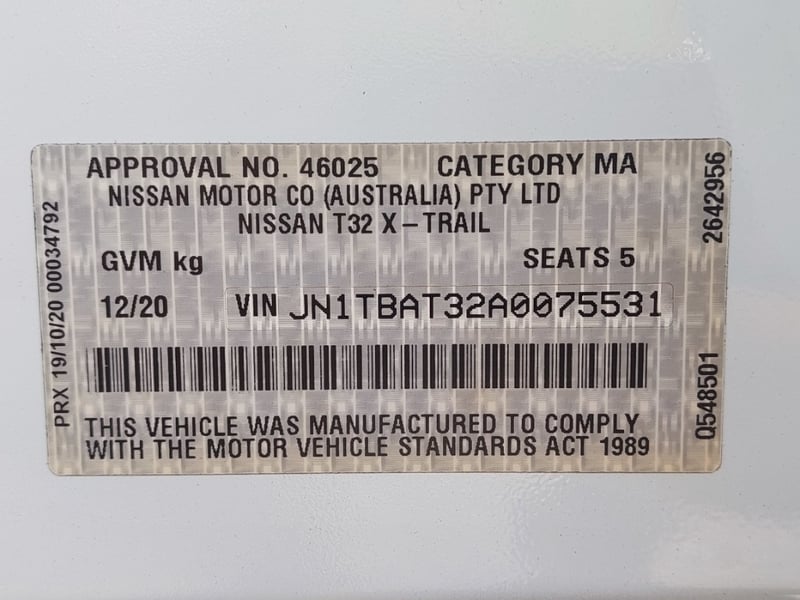 APPROVAL NO. 46025 CATEGORY MA
NISSAN MOTOR CO (AUSTRALIA) PTY LTD
NISSAN T32 X-TRAIL
GVM kg SEATS 5
12/20 VIN JN1TBAT32A0075531
THIS VEHICLE WAS MANUFACTURED TO COMPLY
WITH THE MOTOR VEHICLE STANDARDS ACT 1989
PRX 19/10/20 00034792
2642956
Q548501